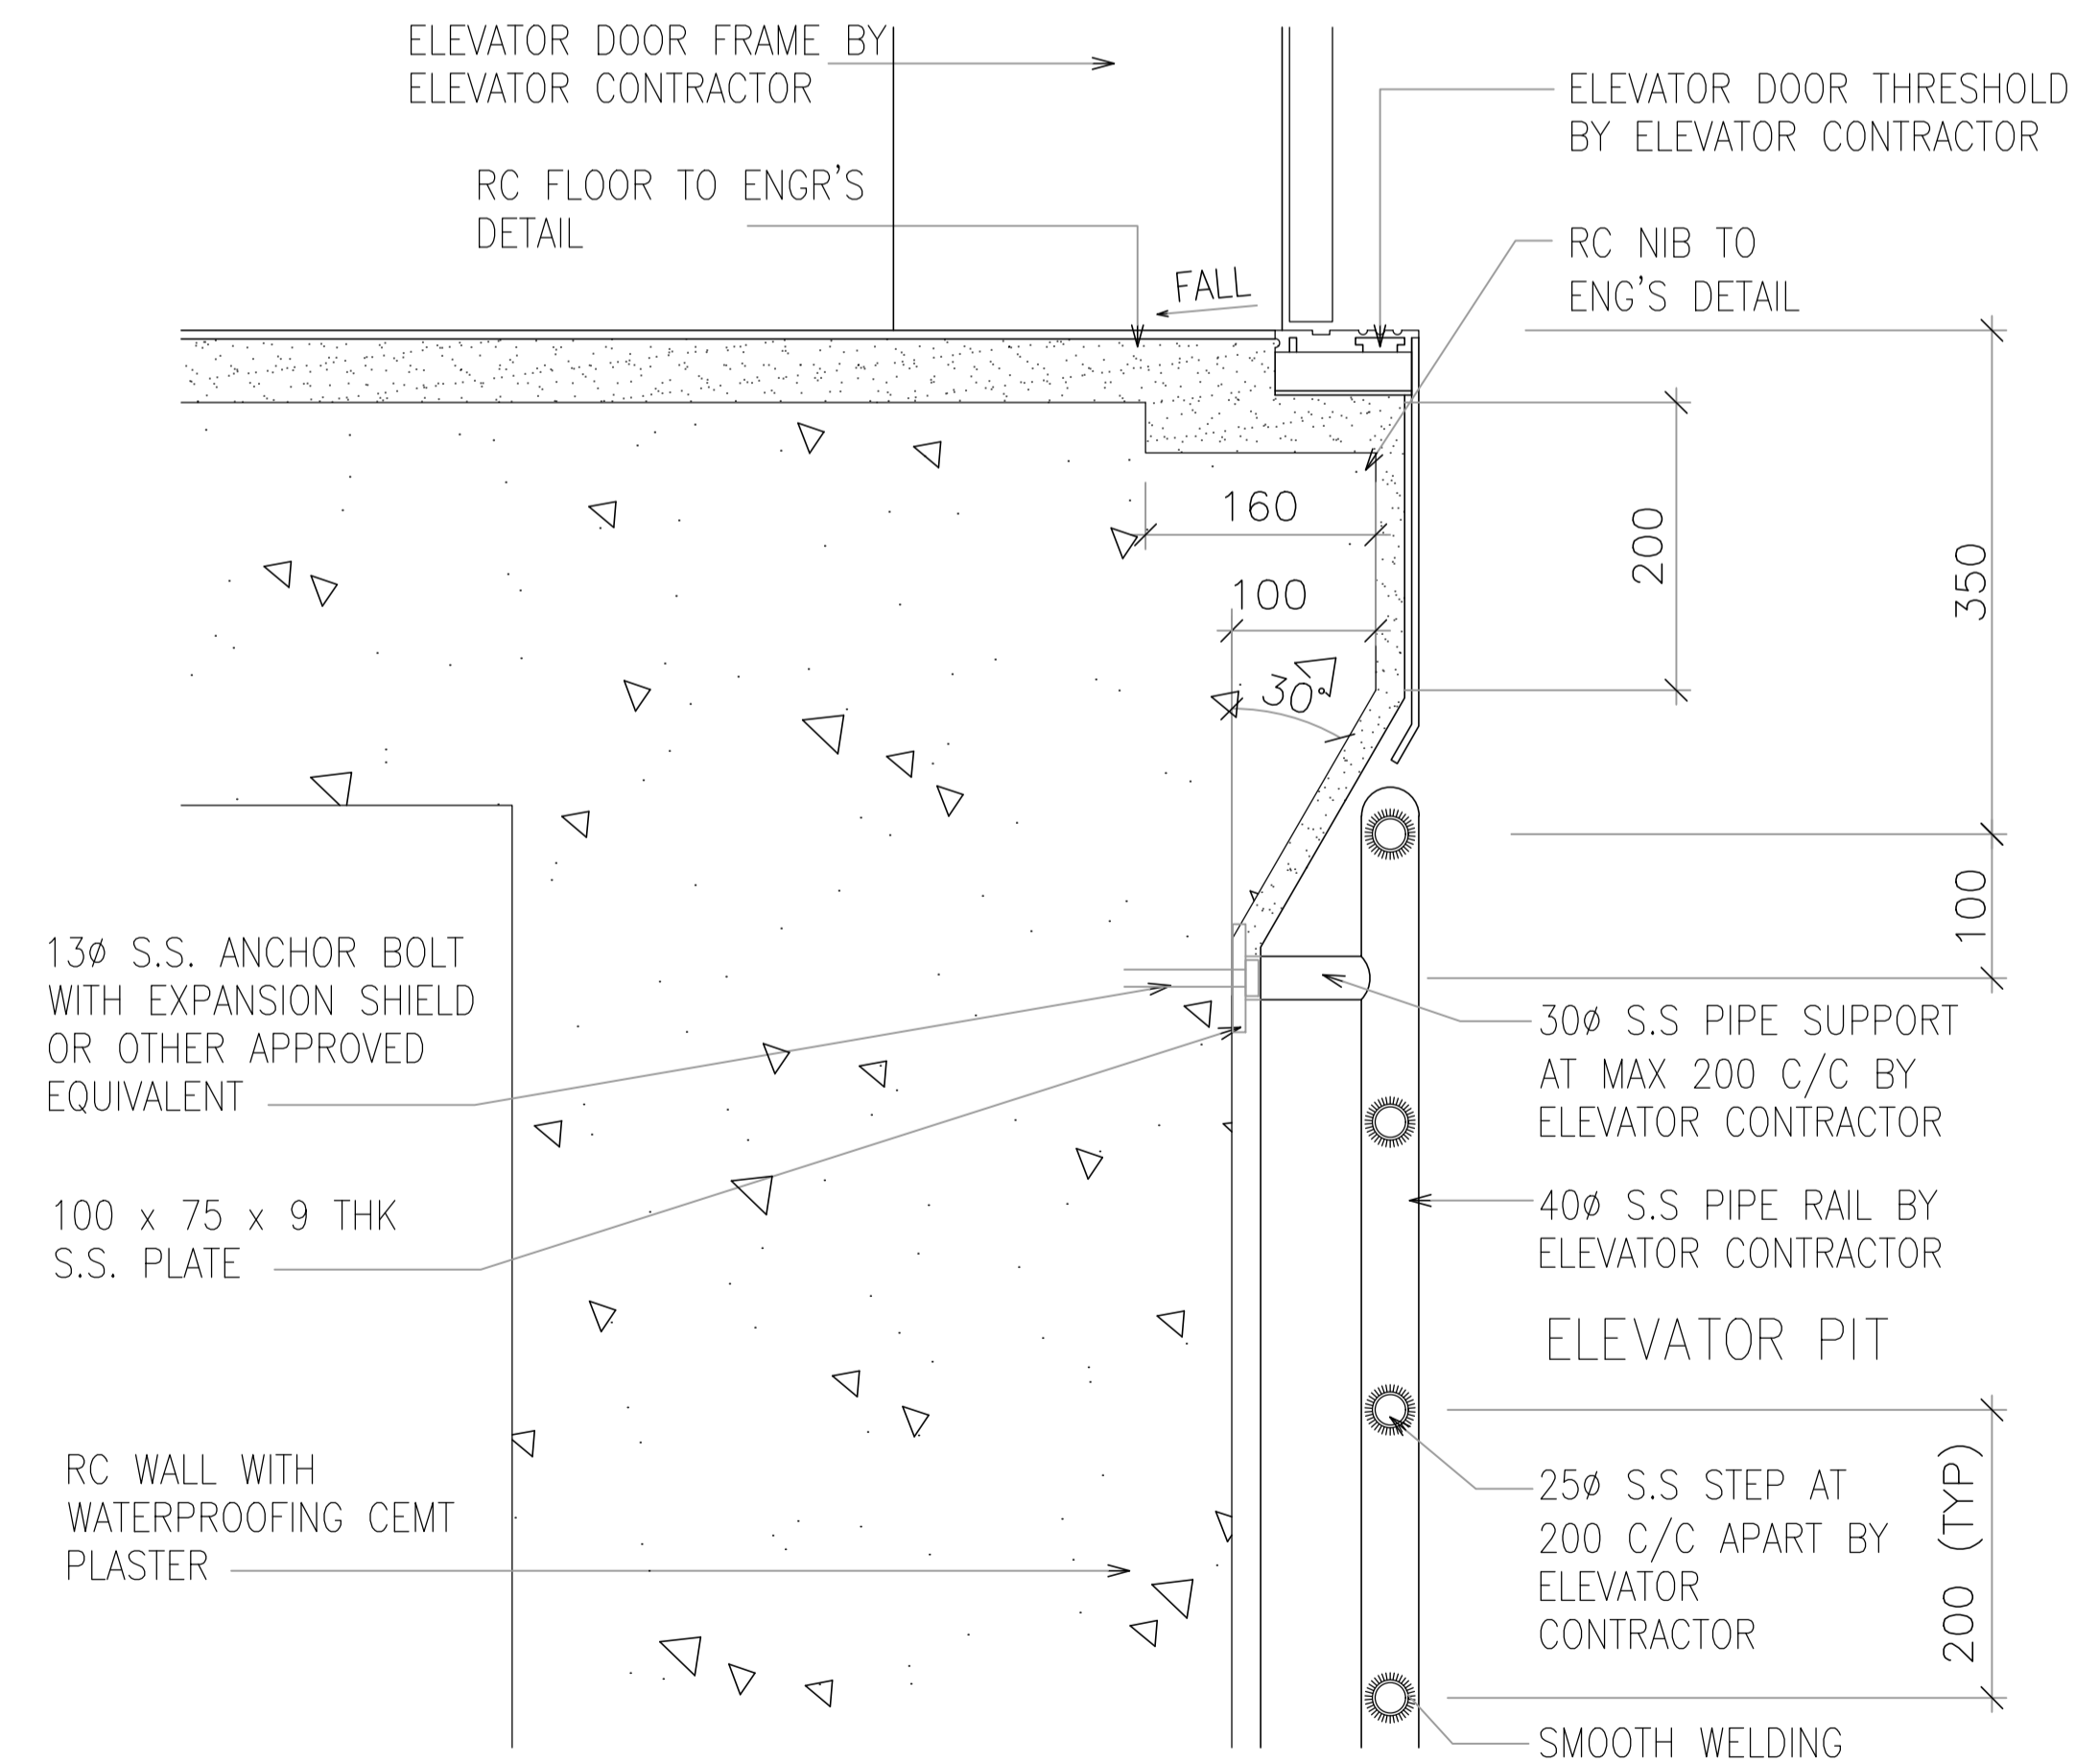 ELEVATOR DOOR FRAME BY
ELEVATOR CONTRACTOR
ELEVATOR DOOR THRESHOLD
BY ELEVATOR CONTRACTOR
RC FLOOR TO ENGR'S
DETAIL
RC NIB TO
ENG'S DETAIL
FALL
160
200
350
100
30°
100
13ø S.S. ANCHOR BOLT
WITH EXPANSION SHIELD
OR OTHER APPROVED
EQUIVALENT
30ø S.S PIPE SUPPORT
AT MAX 200 C/C BY
ELEVATOR CONTRACTOR
100 x 75 x 9 THK
S.S. PLATE
40ø S.S PIPE RAIL BY
ELEVATOR CONTRACTOR
ELEVATOR PIT
RC WALL WITH
WATERPROOFING CEMT
PLASTER
25ø S.S STEP AT
200 C/C APART BY
ELEVATOR
CONTRACTOR
200 (TYP)
SMOOTH WELDING